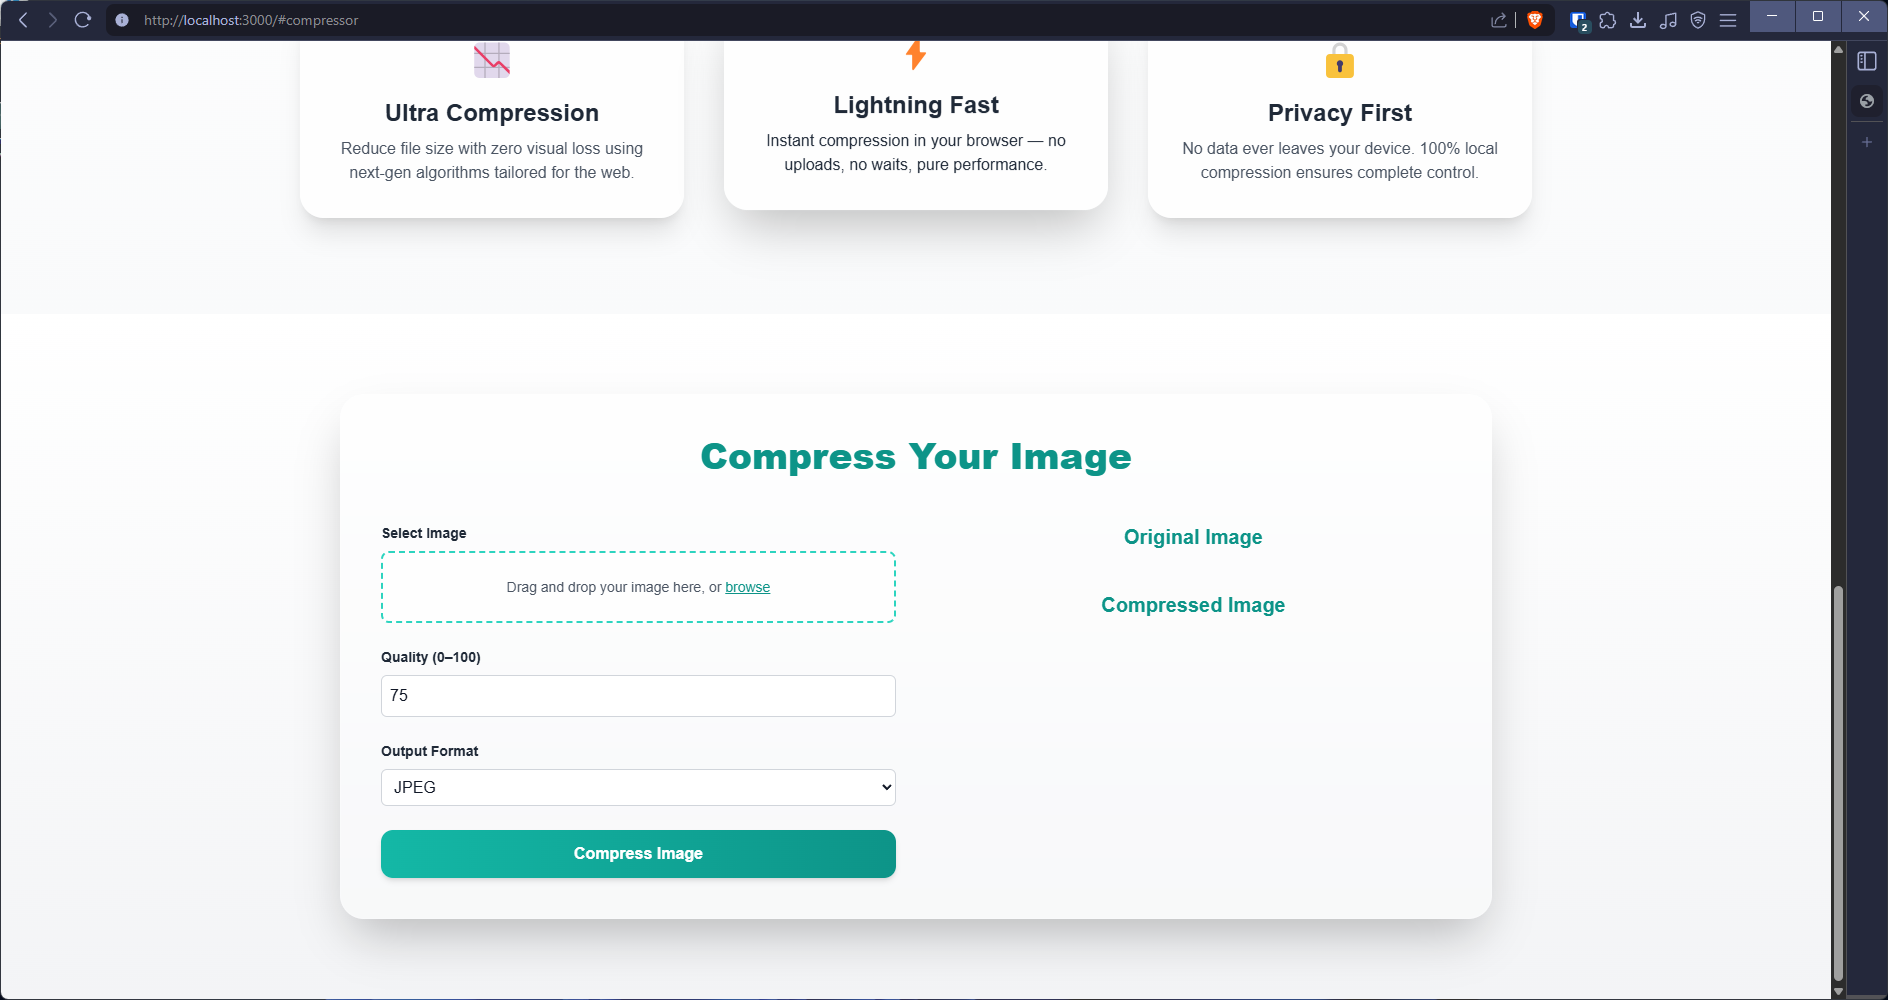 http://localhost:3000/#compressor
2
Ultra Compression
Reduce file size with zero visual loss using
next-gen algorithms tailored for the web.
Lightning Fast
Instant compression in your browser — no
uploads, no waits, pure performance.
Privacy First
No data ever leaves your device. 100% local
compression ensures complete control.
Compress Your Image
Select Image
Drag and drop your image here, or browse
Quality (0–100)
75
Output Format
JPEG
Compress Image
Original Image
Compressed Image